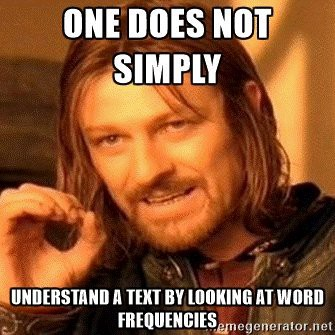 ONE DOES NOT
SIMPLY
UNDERSTAND A TEXT BY LOOKING AT WORD
FREQUENCIES
memegenerator.net